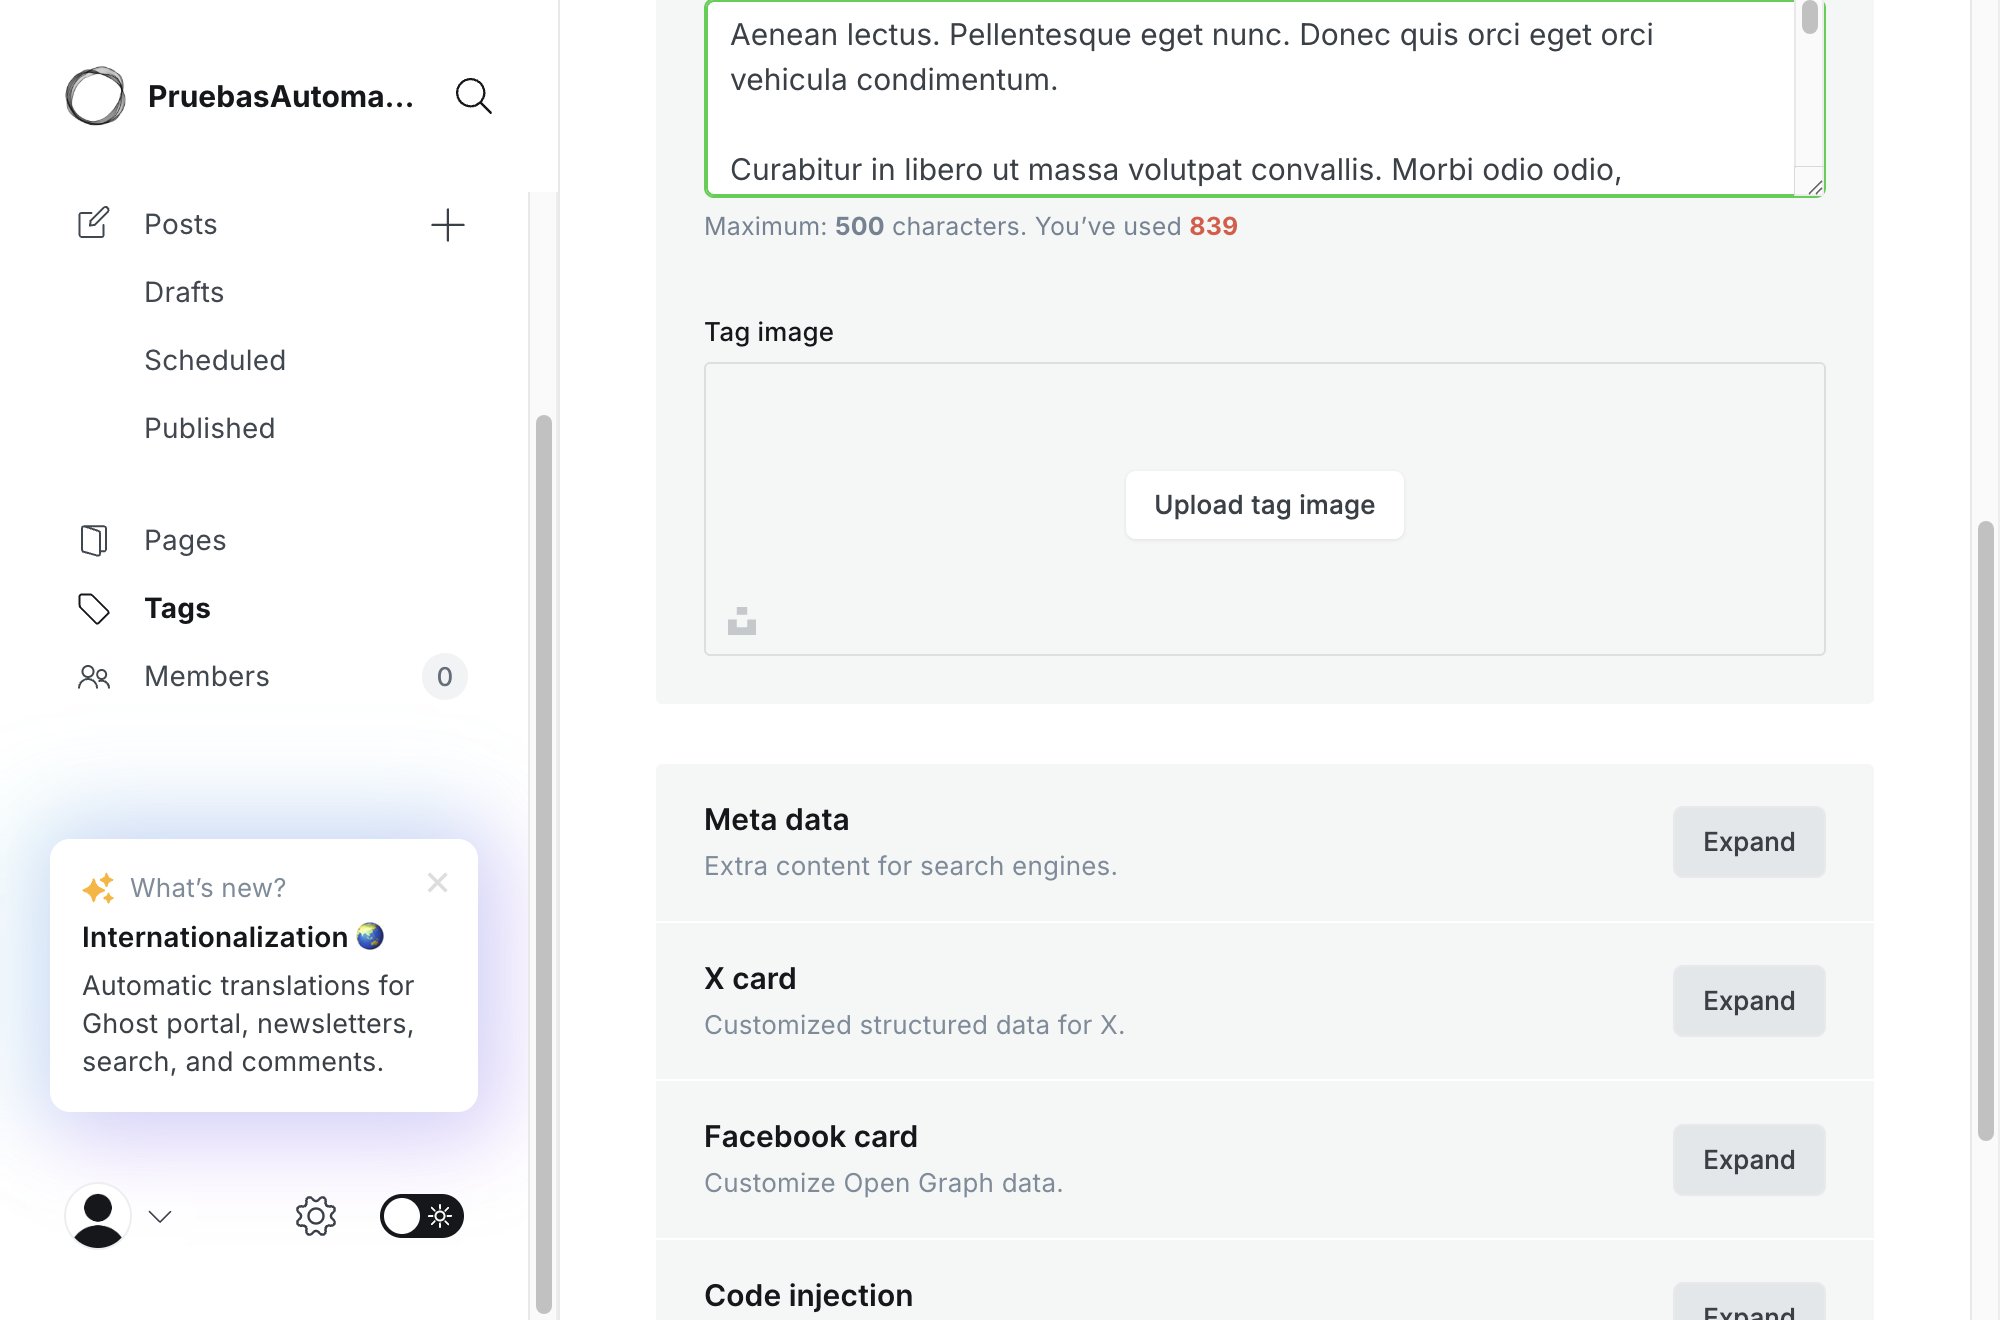 PruebasAutoma...
Posts
Drafts
Scheduled
Published
Pages
Tags
Members
0
What’s new?
Internationalization
Automatic translations for
Ghost portal, newsletters,
search, and comments.
Aenean lectus. Pellentesque eget nunc. Donec quis orci eget orci
vehicula condimentum.
Curabitur in libero ut massa volutpat convallis. Morbi odio odio,
Maximum: 500 characters. You’ve used 839
Tag image
Upload tag image
Meta data
Extra content for search engines.
Expand
X card
Customized structured data for X.
Expand
Facebook card
Customize Open Graph data.
Expand
Code injection
Expand